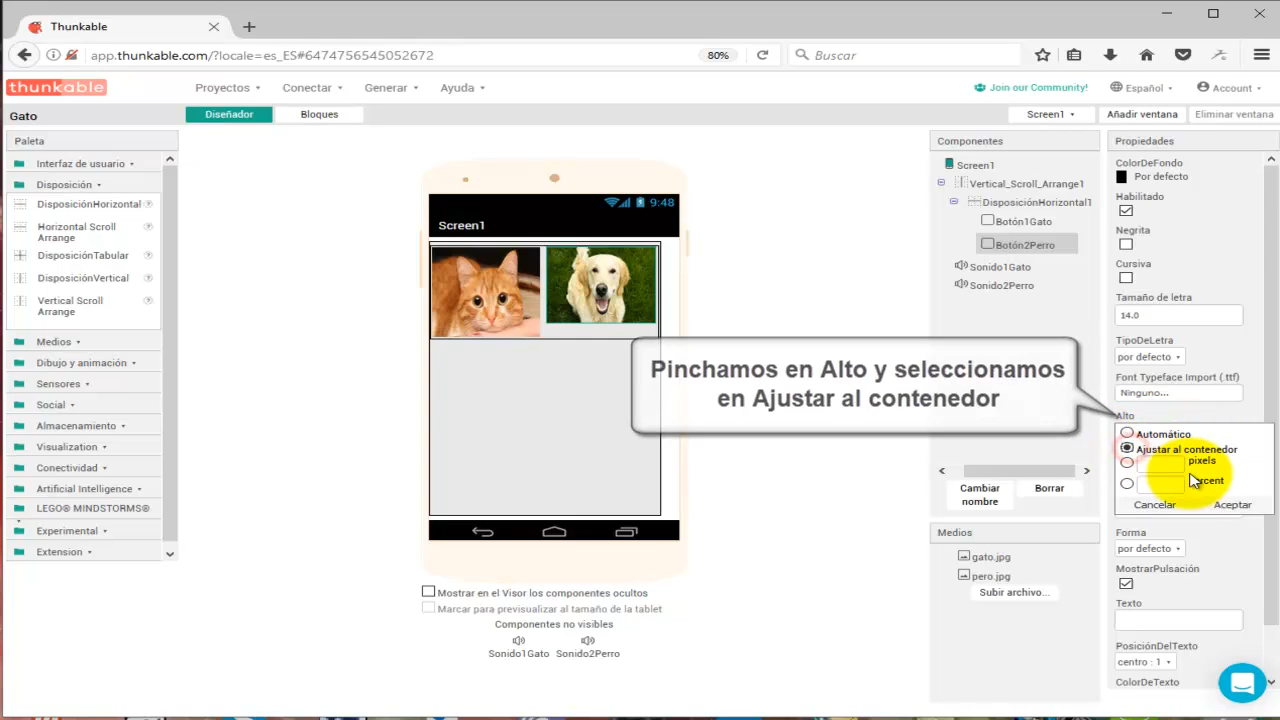 Thunkable
app.thunkable.com/?locale=es_ES#6474756545052672
80%
Buscar
thunkable
Proyectos
Conectar
Generar
Ayuda
Join our Community!
Español
Account
Gato
Diseñador
Bloques
Screen1
Añadir ventana
Eliminar ventana
Paleta
Interfaz de usuario
Disposición
DisposiciónHorizontal
Horizontal Scroll
Arrange
DisposiciónTabular
DisposiciónVertical
Vertical Scroll
Arrange
Medios
Dibujo y animación
Sensores
Social
Almacenamiento
Visualization
Conectividad
Artificial Intelligence
LEGO® MINDSTORMS®
Experimental
Extension
9:48
Screen1
Mostrar en el Visor los componentes ocultos
Marcar para previsualizar al tamaño de la tablet
Componentes no visibles
Sonido1Gato
Sonido2Perro
Pinchamos en Alto y seleccionamos
en Ajustar al contenedor
Componentes
Screen1
Vertical_Scroll_Arrange1
DisposiciónHorizontal1
Botón1Gato
Botón2Perro
Sonido1Gato
Sonido2Perro
Cambiar
nombre
Borrar
Medios
gato.jpg
pero.jpg
Subir archivo...
Propiedades
ColorDeFondo
Por defecto
Habilitado
Negrita
Cursiva
Tamaño de letra
14.0
TipoDeLetra
por defecto
Font Typeface Import (.ttf)
Ninguno...
Alto
Automático
Ajustar al contenedor
pixels
percent
Cancelar
Aceptar
Forma
por defecto
MostrarPulsación
Texto
PosiciónDelTexto
centro : 1
ColorDeTexto